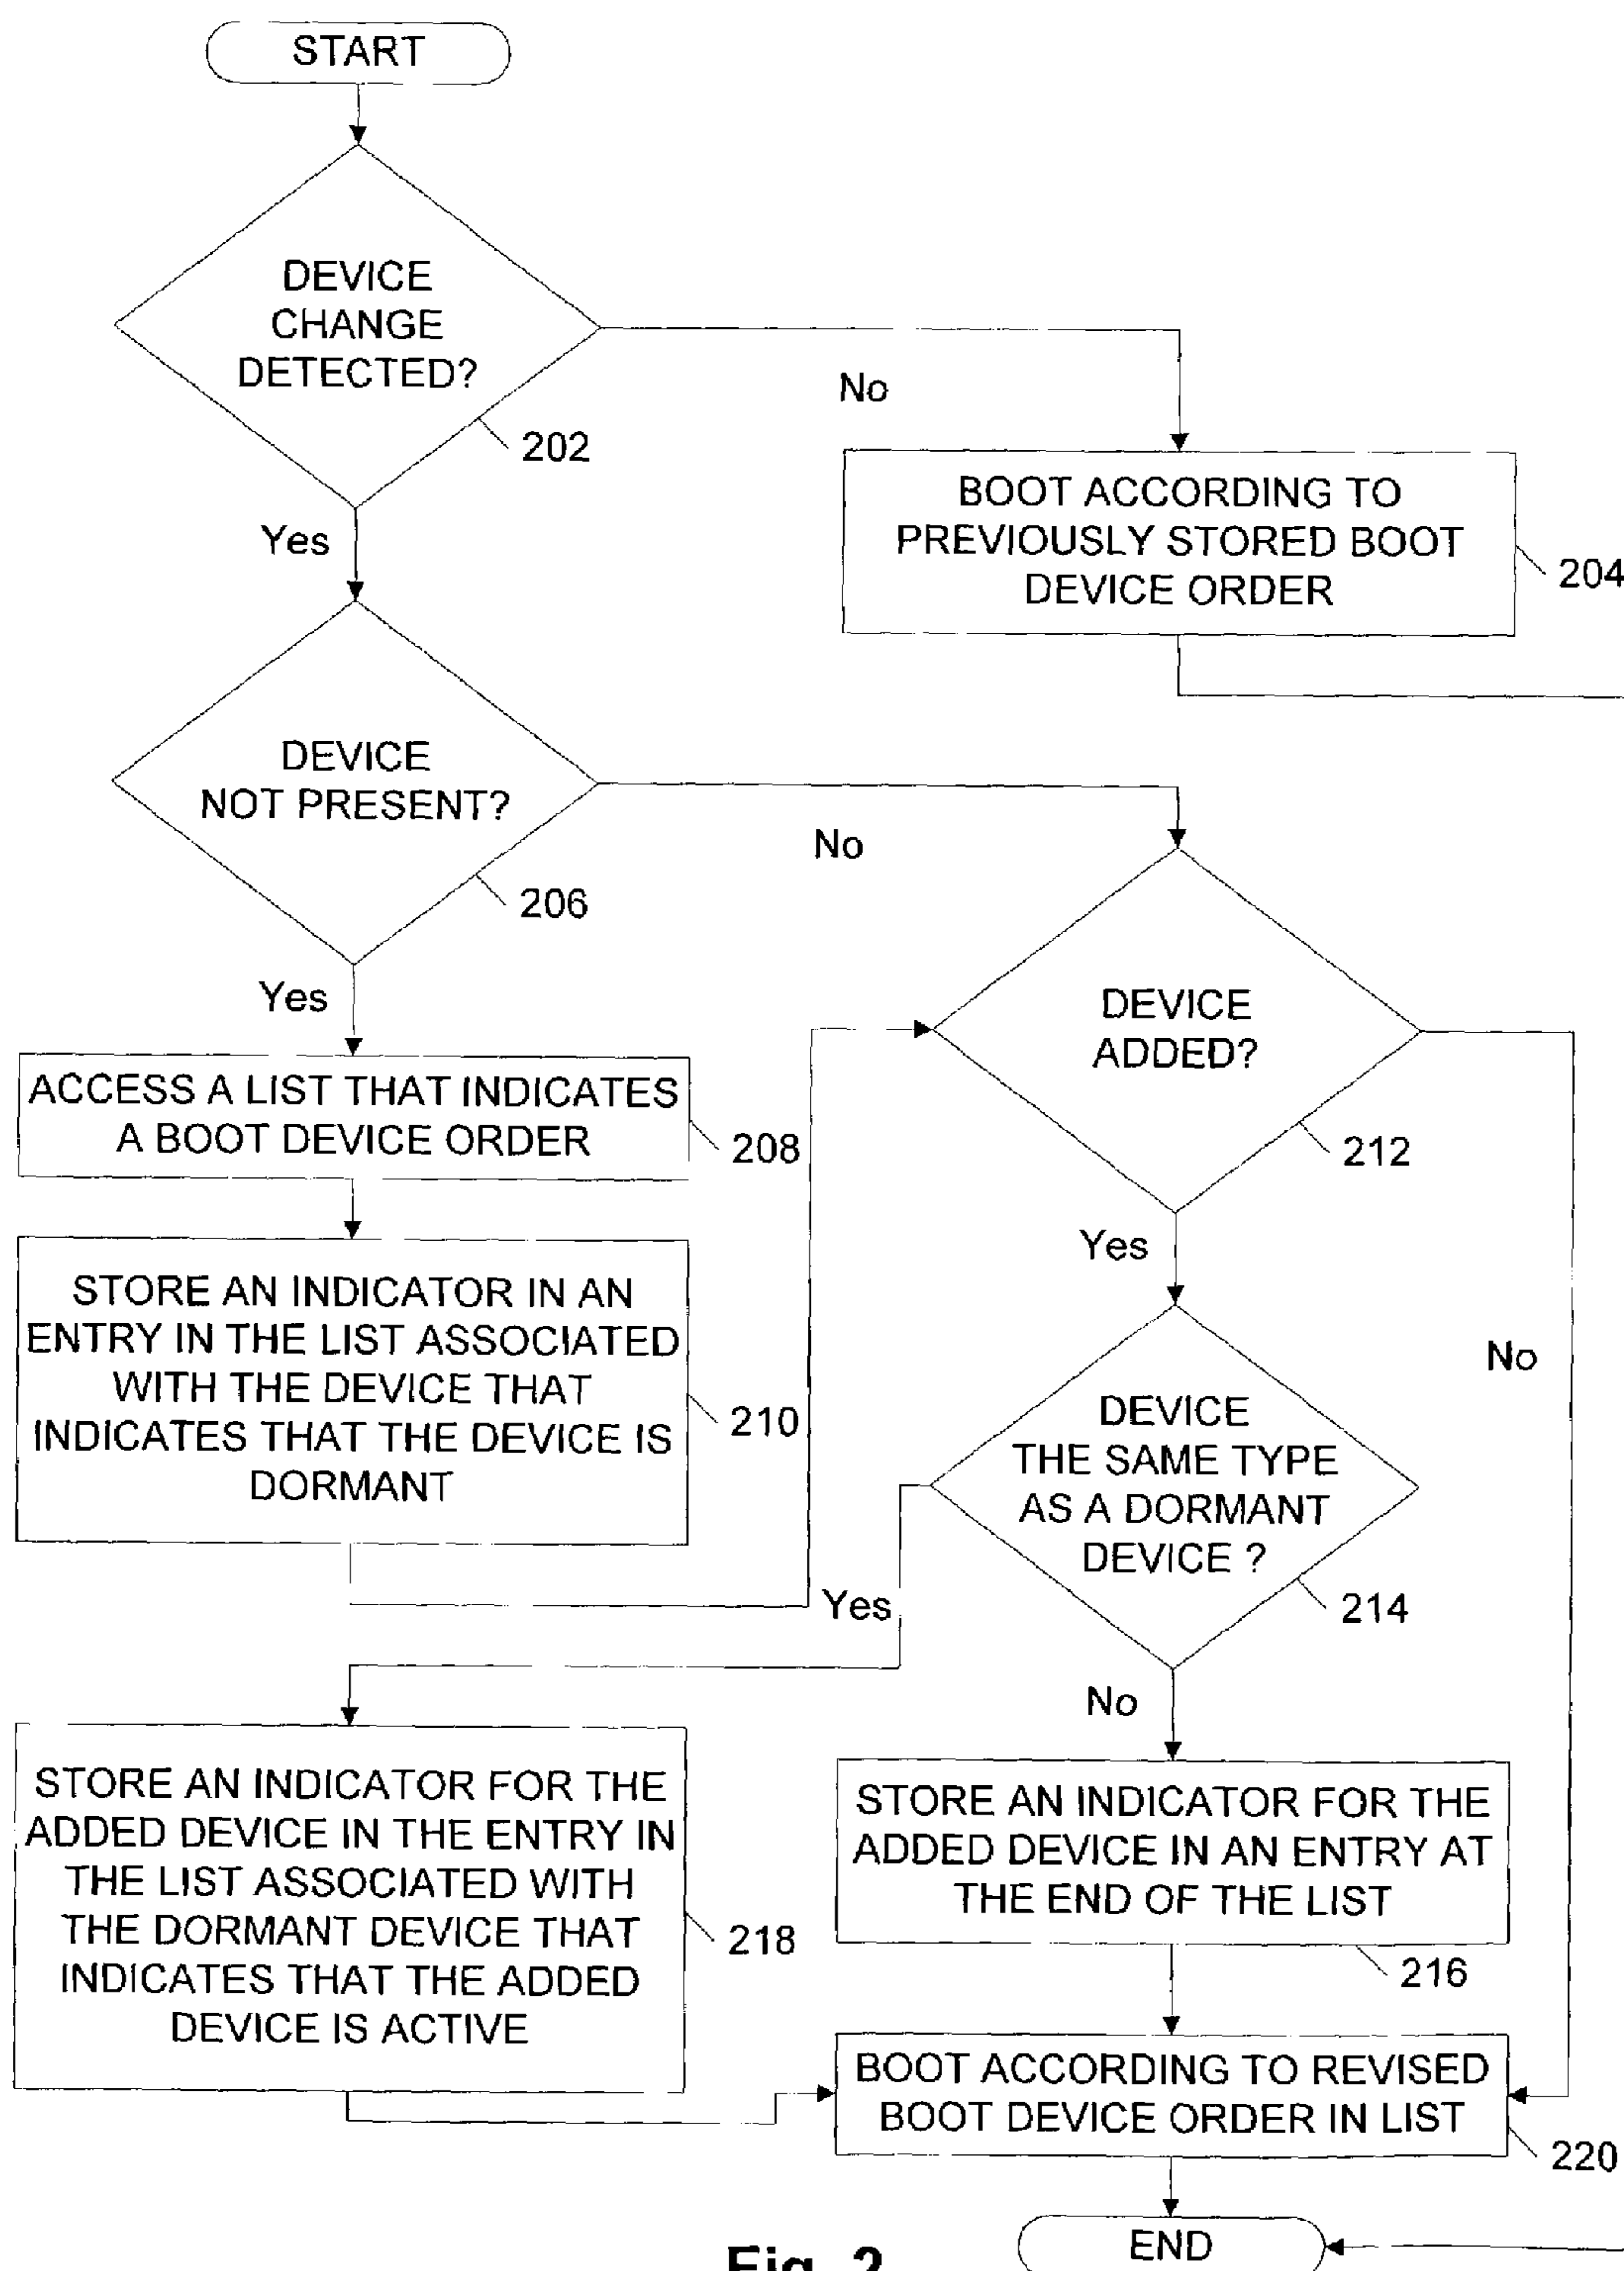 START
DEVICE
CHANGE
DETECTED?
202
No
Yes
BOOT ACCORDING TO
PREVIOUSLY STORED BOOT
DEVICE ORDER
204
DEVICE
NOT PRESENT?
206
No
Yes
DEVICE
ADDED?
212
ACCESS A LIST THAT INDICATES
A BOOT DEVICE ORDER
208
Yes
No
STORE AN INDICATOR IN AN
ENTRY IN THE LIST ASSOCIATED
WITH THE DEVICE THAT
INDICATES THAT THE DEVICE IS
DORMANT
210
DEVICE
THE SAME TYPE
AS A DORMANT
DEVICE ?
214
Yes
No
STORE AN INDICATOR FOR THE
ADDED DEVICE IN THE ENTRY IN
THE LIST ASSOCIATED WITH
THE DORMANT DEVICE THAT
INDICATES THAT THE ADDED
DEVICE IS ACTIVE
218
STORE AN INDICATOR FOR THE
ADDED DEVICE IN AN ENTRY AT
THE END OF THE LIST
216
BOOT ACCORDING TO REVISED
BOOT DEVICE ORDER IN LIST
220
END
Fig. 2